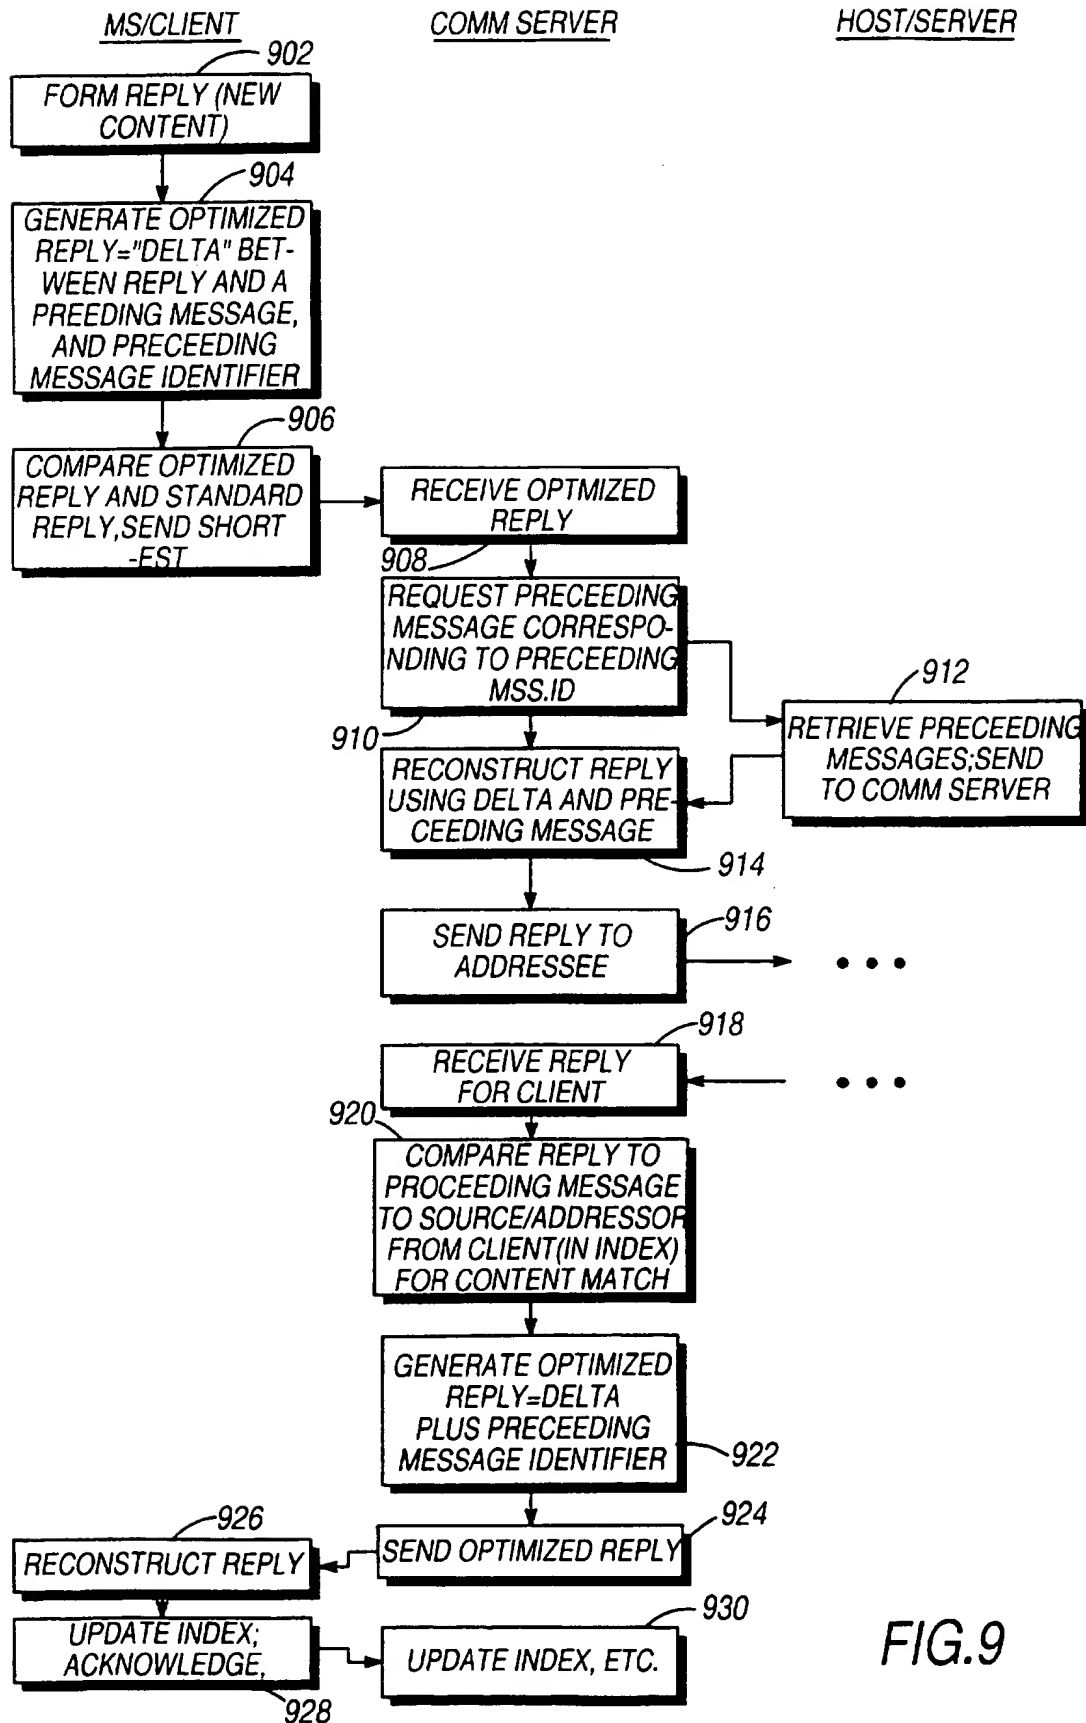 MS/CLIENT
COMM SERVER
HOST/SERVER
902
FORM REPLY (NEW
CONTENT)
904
GENERATE OPTIMIZED
REPLY="DELTA" BET-
WEEN REPLY AND A
PREEDING MESSAGE,
AND PRECEEDING
MESSAGE IDENTIFIER
906
COMPARE OPTIMIZED
REPLY AND STANDARD
REPLY,SEND SHORT
-EST
RECEIVE OPTMIZED
REPLY
908
REQUEST PRECEEDING
MESSAGE CORRESPO-
NDING TO PRECEEDING
MSS.ID
910
912
RETRIEVE PRECEEDING
MESSAGES;SEND
TO COMM SERVER
RECONSTRUCT REPLY
USING DELTA AND PRE-
CEEDING MESSAGE
914
SEND REPLY TO
ADDRESSEE
916
918
RECEIVE REPLY
FOR CLIENT
920
COMPARE REPLY TO
PROCEEDING MESSAGE
TO SOURCE/ADDRESSOR
FROM CLIENT(IN INDEX)
FOR CONTENT MATCH
GENERATE OPTIMIZED
REPLY=DELTA
PLUS PRECEEDING
MESSAGE IDENTIFIER
922
924
SEND OPTIMIZED REPLY
926
RECONSTRUCT REPLY
UPDATE INDEX;
ACKNOWLEDGE,
928
930
UPDATE INDEX, ETC.
FIG.9